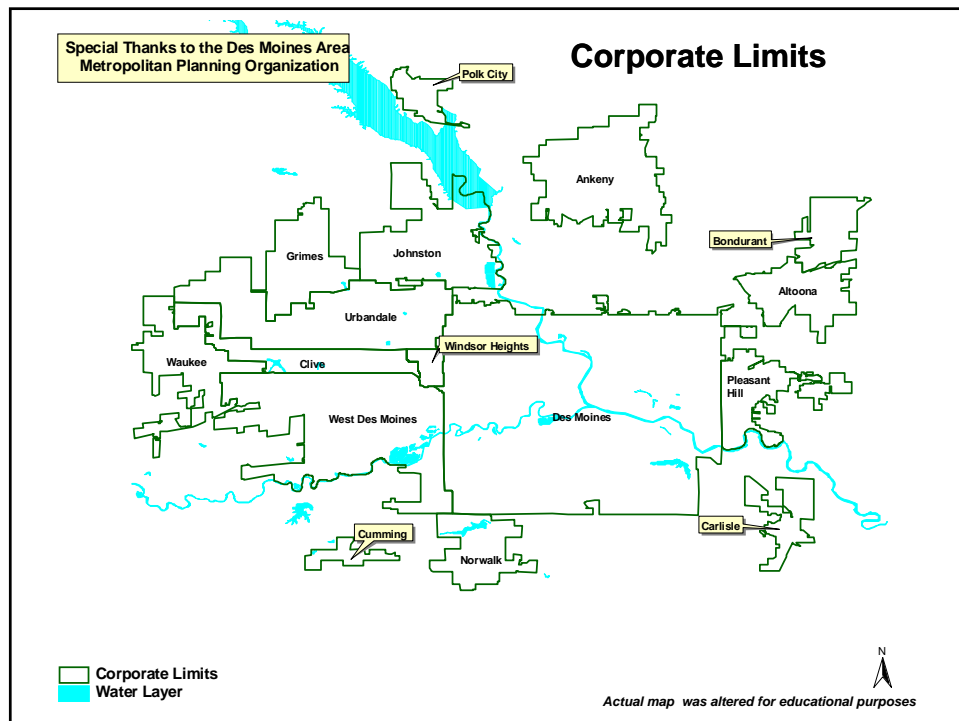 Special Thanks to the Des Moines Area
Metropolitan Planning Organization
Corporate Limits
Polk City
Ankeny
Bondurant
Grimes
Johnston
Altoona
Urbandale
Windsor Heights
Waukee
Clive
Pleasant
Hill
West Des Moines
Des Moines
Carlisle
Cumming
Norwalk
N
Corporate Limits
Water Layer
Actual map was altered for educational purposes